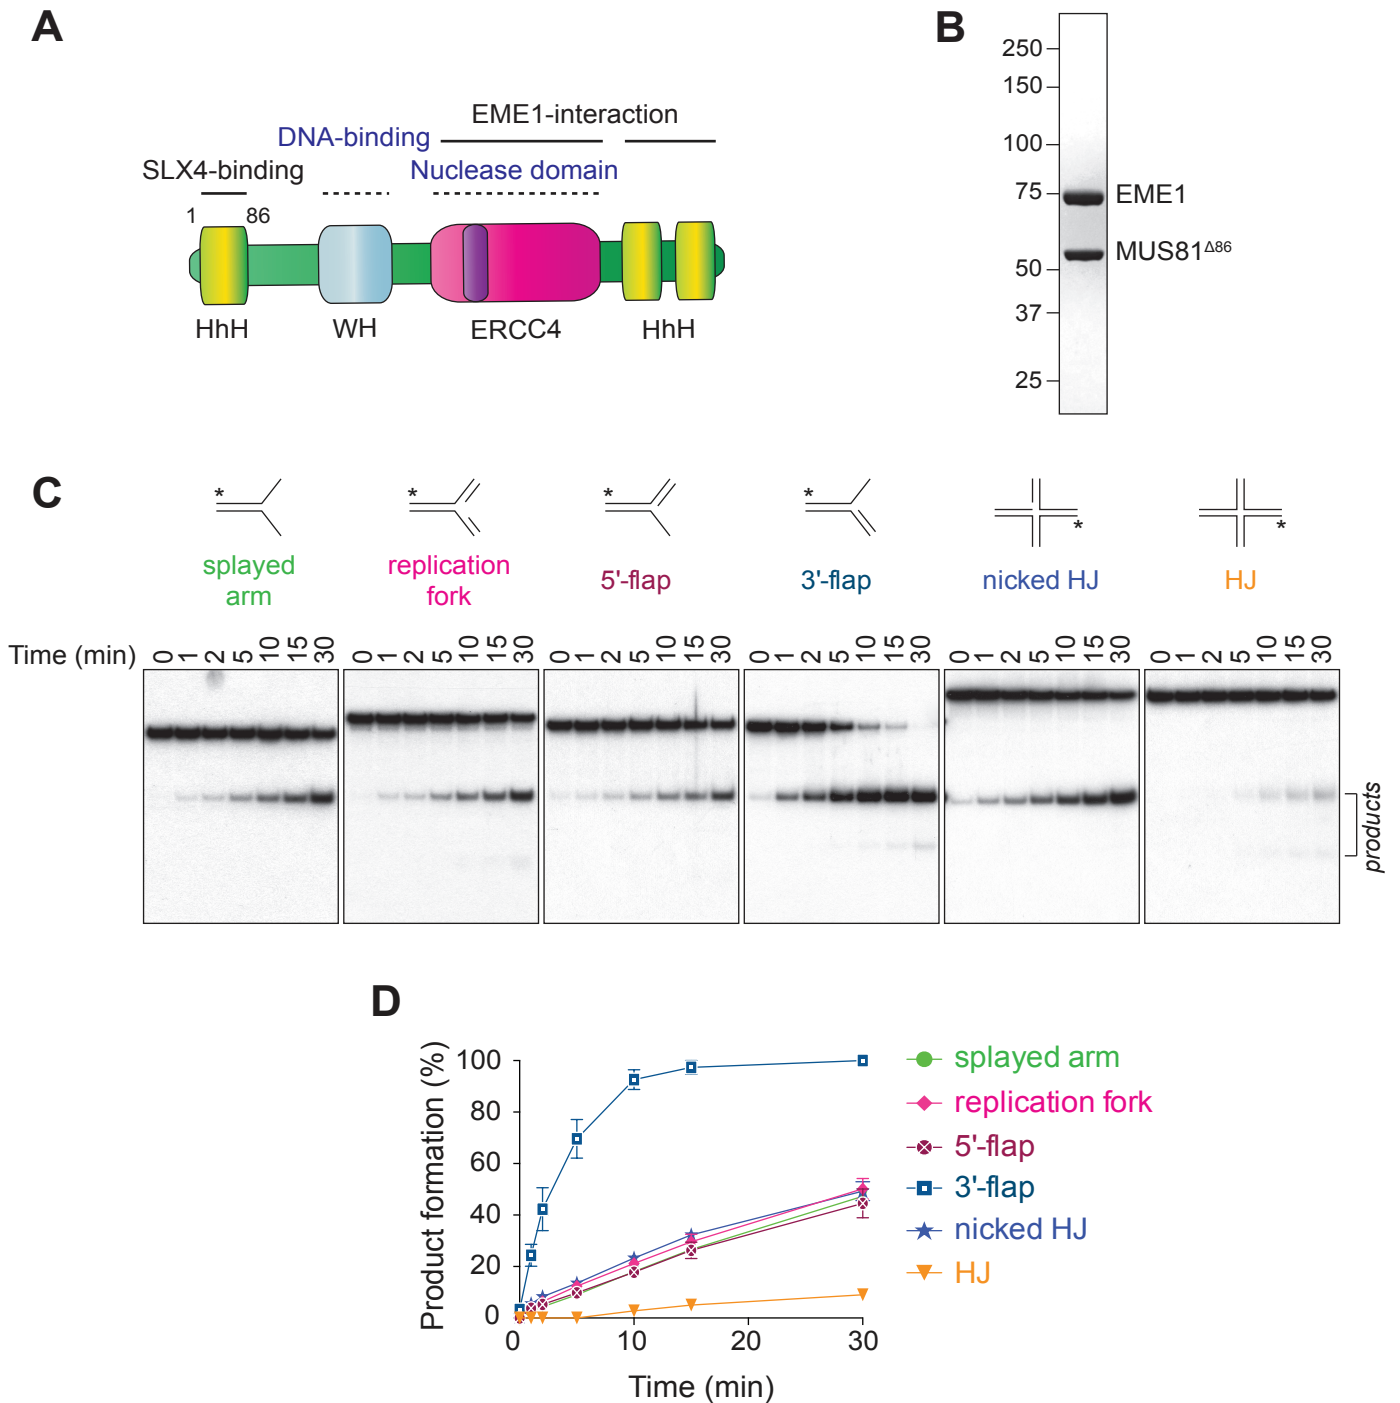 A
EME1-interaction
DNA-binding
SLX4-binding
Nuclease domain
1
86
HhH
WH
ERCC4
HhH
B
250
150
100
75
50
37
25
EME1
MUS81Δ86
C
*
*
*
*
*
*
splayed
arm
replication
fork
5'-flap
3'-flap
nicked HJ
HJ
Time (min)
0 1 2 5 10 15 30
0 1 2 5 10 15 30
0 1 2 5 10 15 30
0 1 2 5 10 15 30
0 1 2 5 10 15 30
0 1 2 5 10 15 30
products
D
Product formation (%)
100
80
60
40
20
0
0
10
20
30
Time (min)
splayed arm
replication fork
5'-flap
3'-flap
nicked HJ
HJ